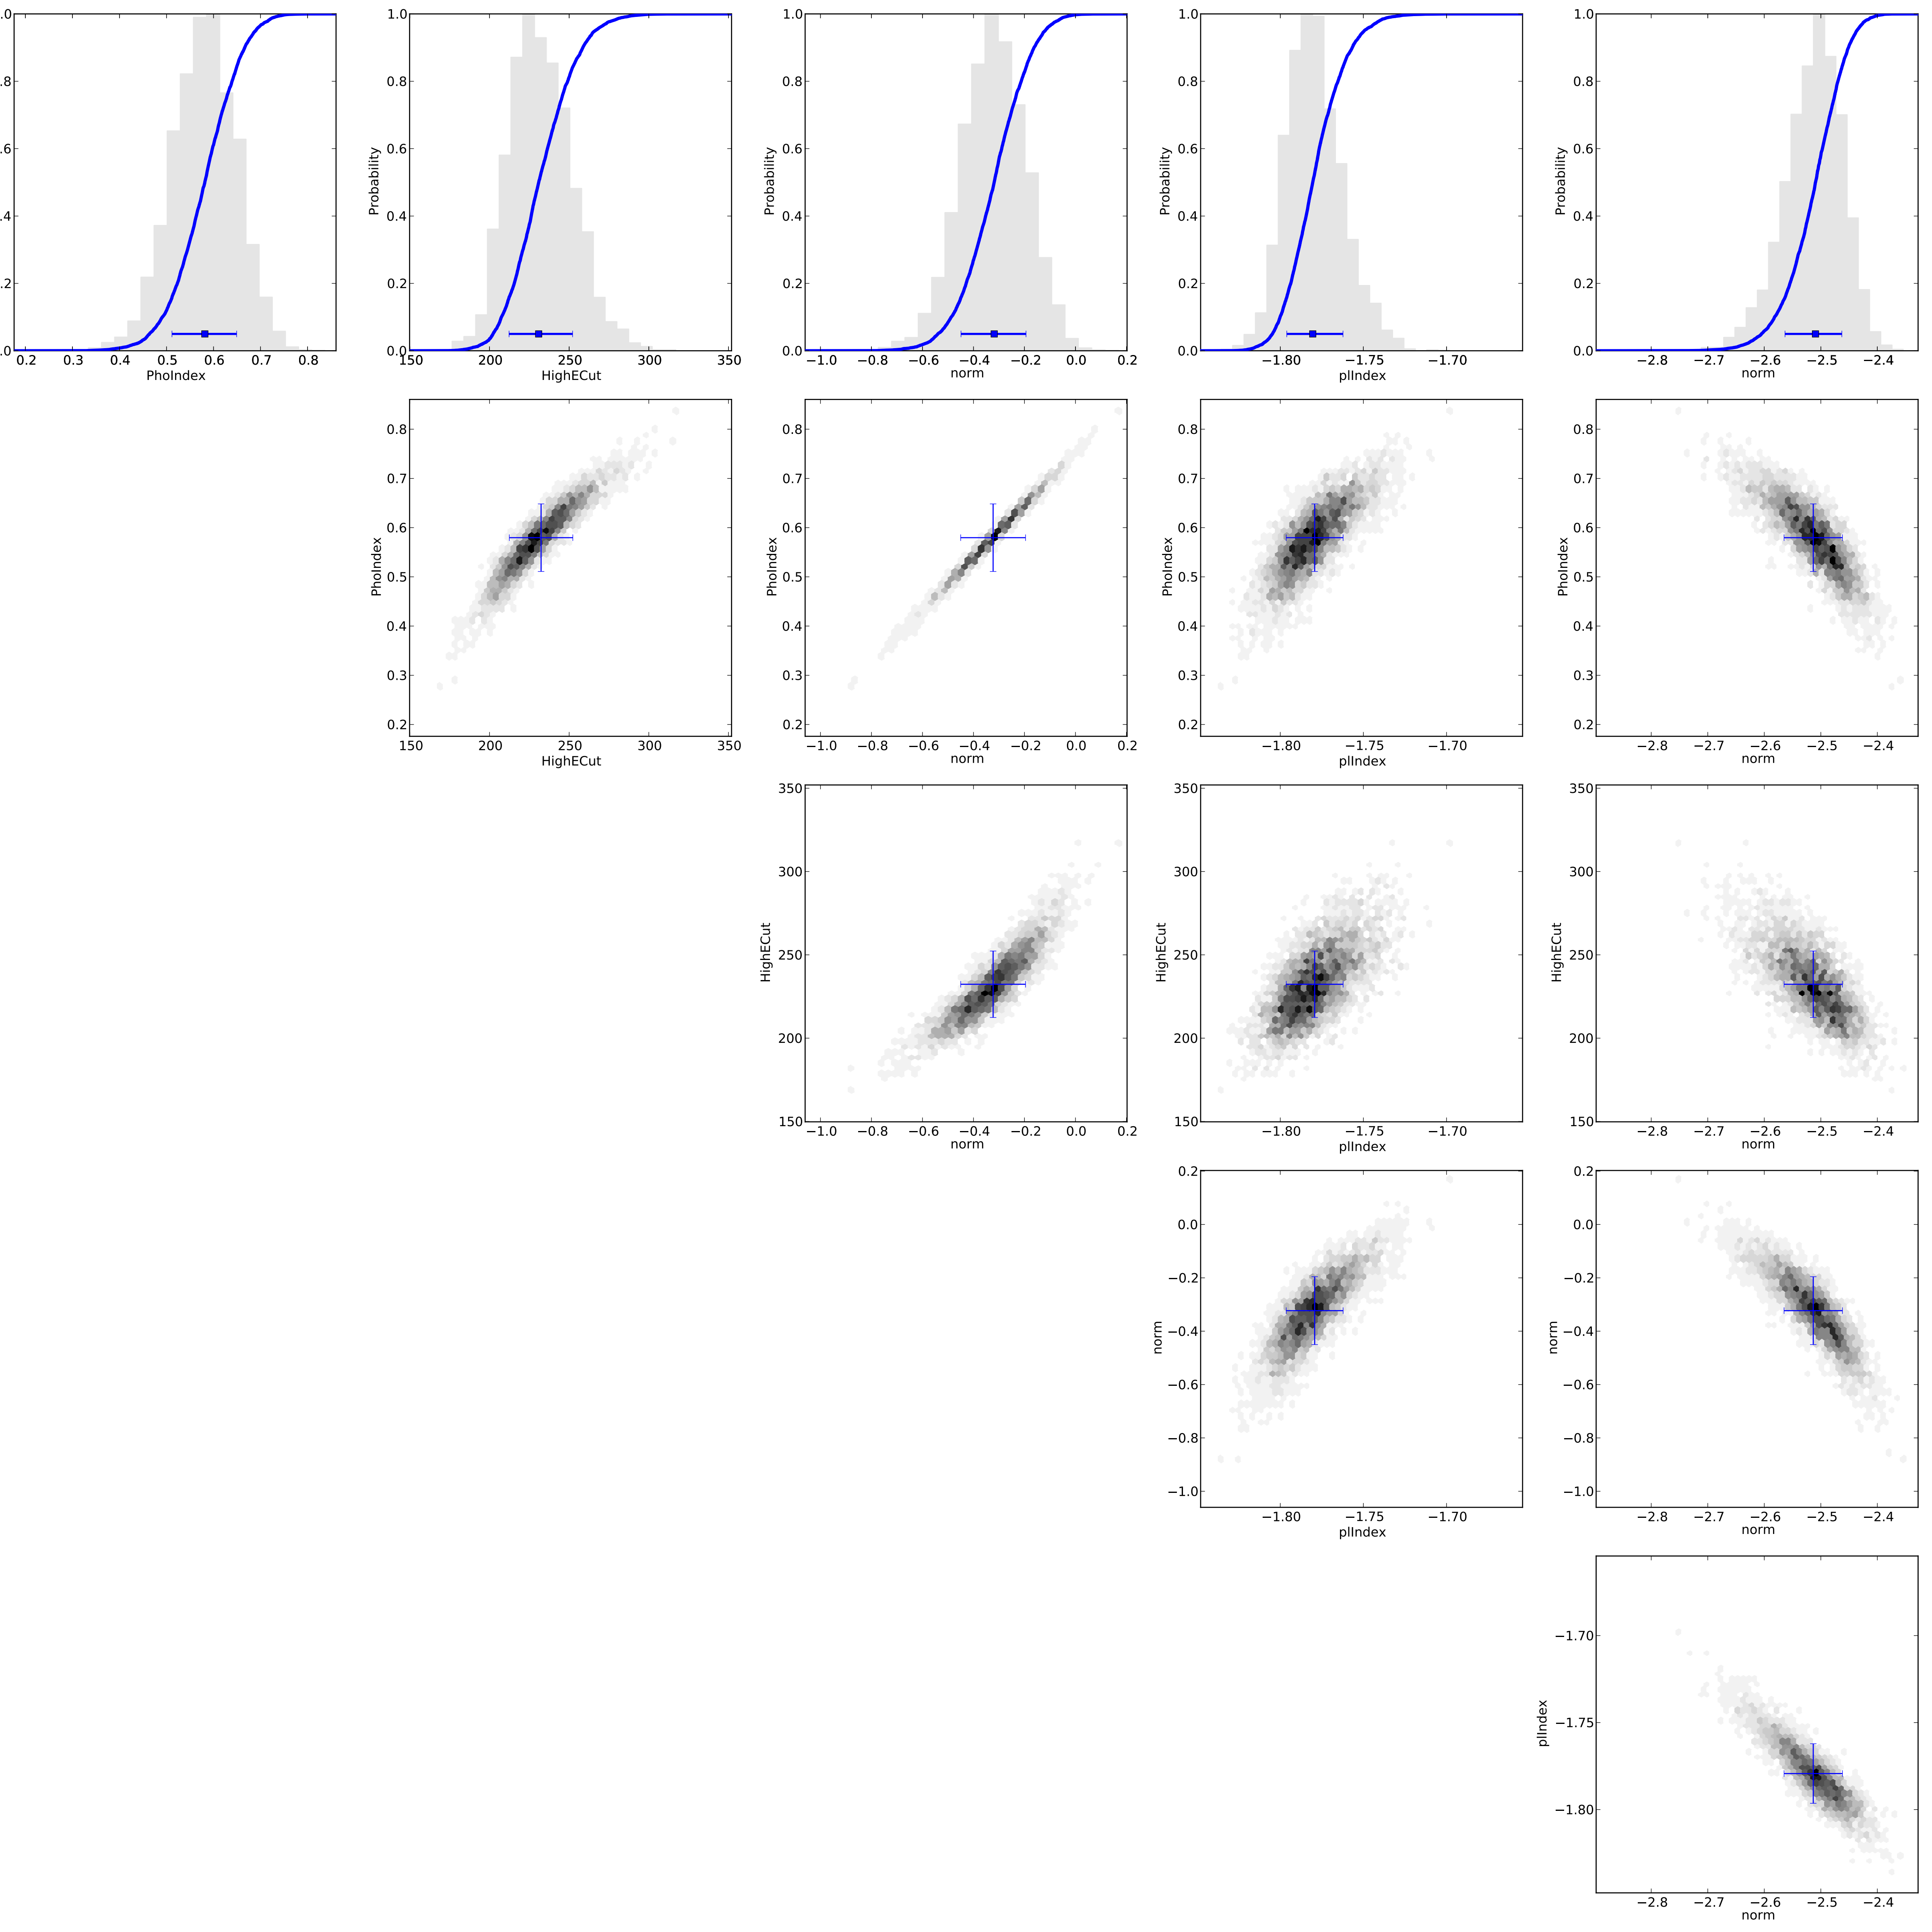 .0 1.0 1.0 1.0 1.0
.8 0.8 0.8 0.8 0.8
.6 0.6 0.6 0.6 0.6
Probability Probability Probability Probability
.4 0.4 0.4 0.4 0.4
.2 0.2 0.2 0.2 0.2
.0 0.0 0.0 0.0 0.0
0.2 0.3 0.4 0.5 0.6 0.7 0.8 150 200 250 300 350 −1.0 −0.8 −0.6 −0.4 −0.2 0.0 0.2 −1.80 −1.75 −1.70 −2.8 −2.7 −2.6 −2.5 −2.4
PhoIndex HighECut norm plIndex norm
0.8 0.8 0.8 0.8
0.7 0.7 0.7 0.7
0.6 0.6 0.6 0.6
PhoIndex PhoIndex PhoIndex PhoIndex
0.5 0.5 0.5 0.5
0.4 0.4 0.4 0.4
0.3 0.3 0.3 0.3
0.2 0.2 0.2 0.2
150 200 250 300 350 −1.0 −0.8 −0.6 −0.4 −0.2 0.0 0.2 −1.80 −1.75 −1.70 −2.8 −2.7 −2.6 −2.5 −2.4
HighECut norm plIndex norm
350 350 350
300 300 300
HighECut HighECut HighECut
250 250 250
200 200 200
150 150 150
−1.0 −0.8 −0.6 −0.4 −0.2 0.0 0.2 −1.80 −1.75 −1.70 −2.8 −2.7 −2.6 −2.5 −2.4
norm plIndex norm
0.2 0.2
0.0 0.0
−0.2 −0.2
norm norm
−0.4 −0.4
−0.6 −0.6
−0.8 −0.8
−1.0 −1.0
−1.80 −1.75 −1.70 −2.8 −2.7 −2.6 −2.5 −2.4
plIndex norm
−1.70
plIndex
−1.75
−1.80
−2.8 −2.7 −2.6 −2.5 −2.4
norm